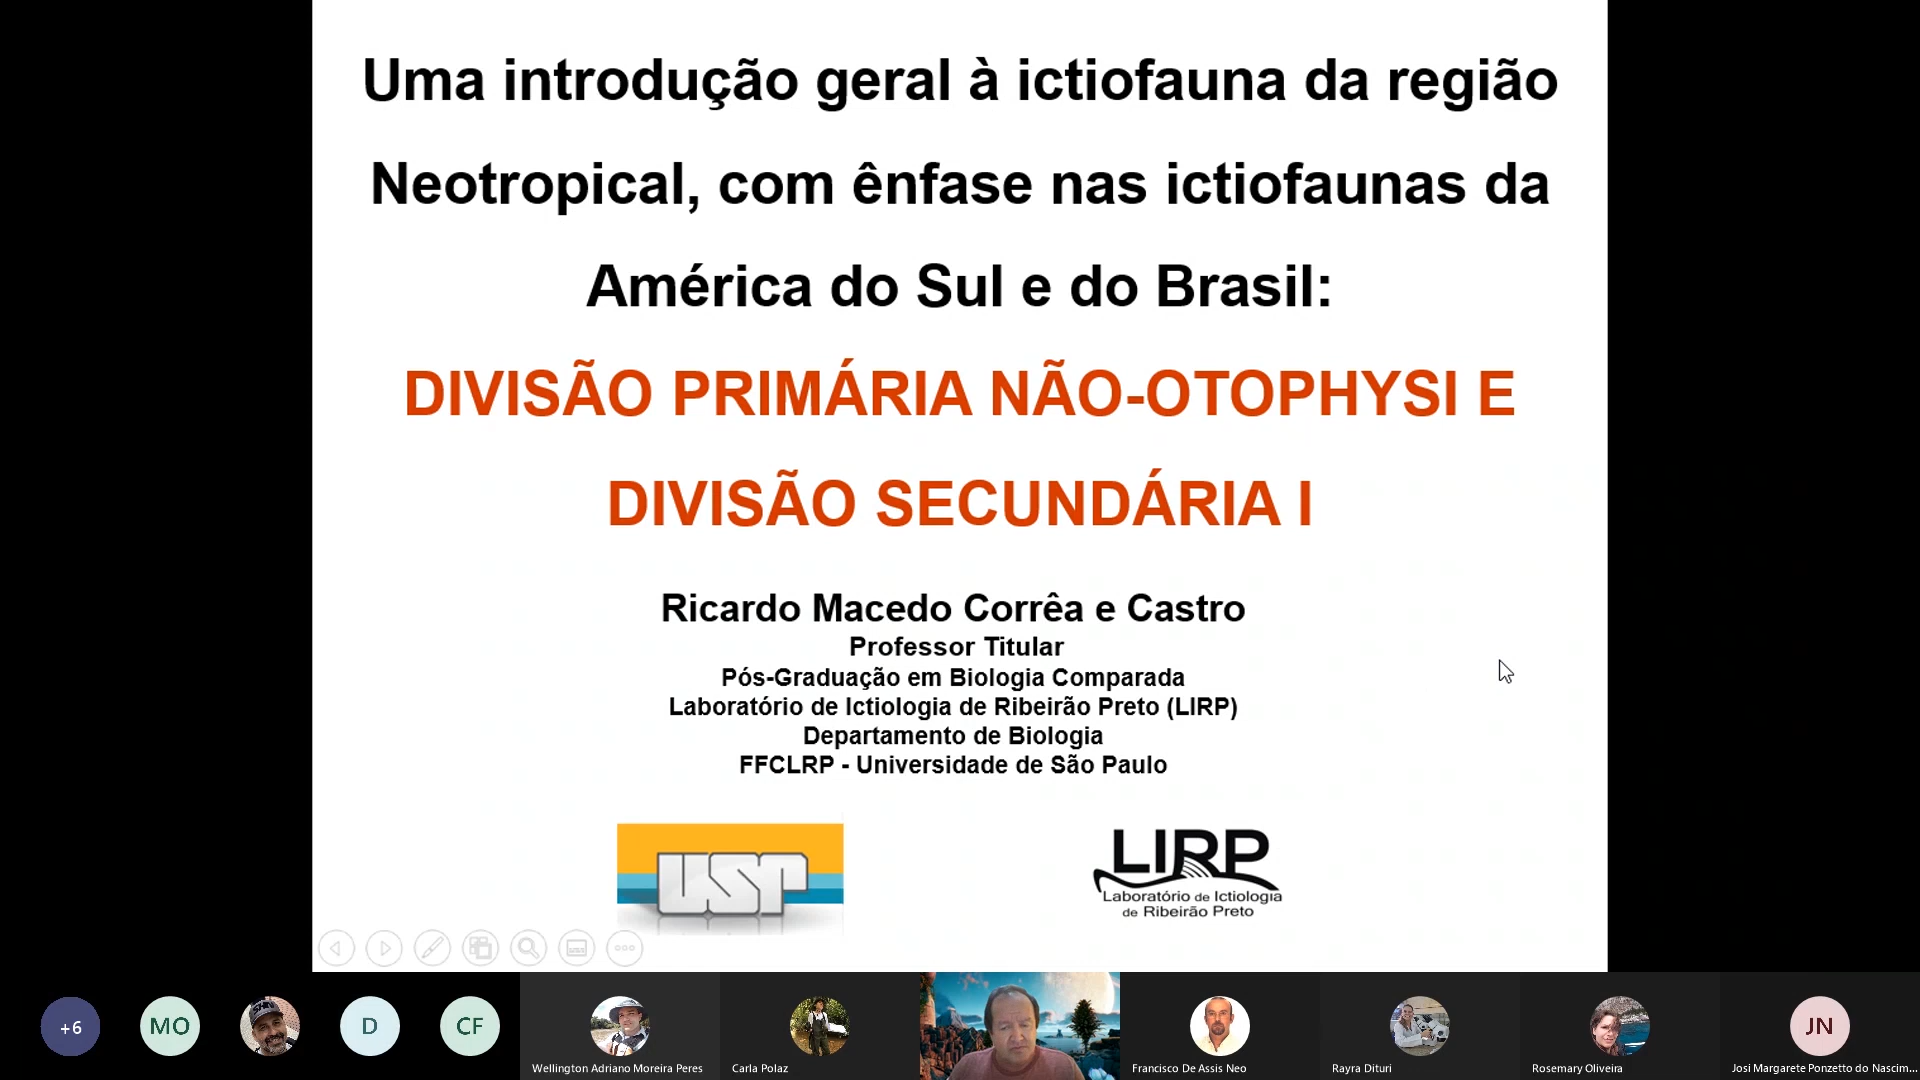 Uma introdução geral à ictiofauna da região
Neotropical, com ênfase nas ictiofaunas da
América do Sul e do Brasil:
DIVISÃO PRIMÁRIA NÃO-OTOPHYSI E
DIVISÃO SECUNDÁRIA I
Ricardo Macedo Corrêa e Castro
Professor Titular
Pós-Graduação em Biologia Comparada
Laboratório de Ictiologia de Ribeirão Preto (LIRP)
Departamento de Biologia
FFCLRP - Universidade de São Paulo
USP
LIRP
Laboratório de Ictiologia
de Ribeirão Preto
+6
MO
D
CF
JN
Wellington Adriano Moreira Peres
Carla Polaz
Francisco De Assis Neo
Rayra Dituri
Rosemary Oliveira
Josi Margarete Ponzetto do Nascim...